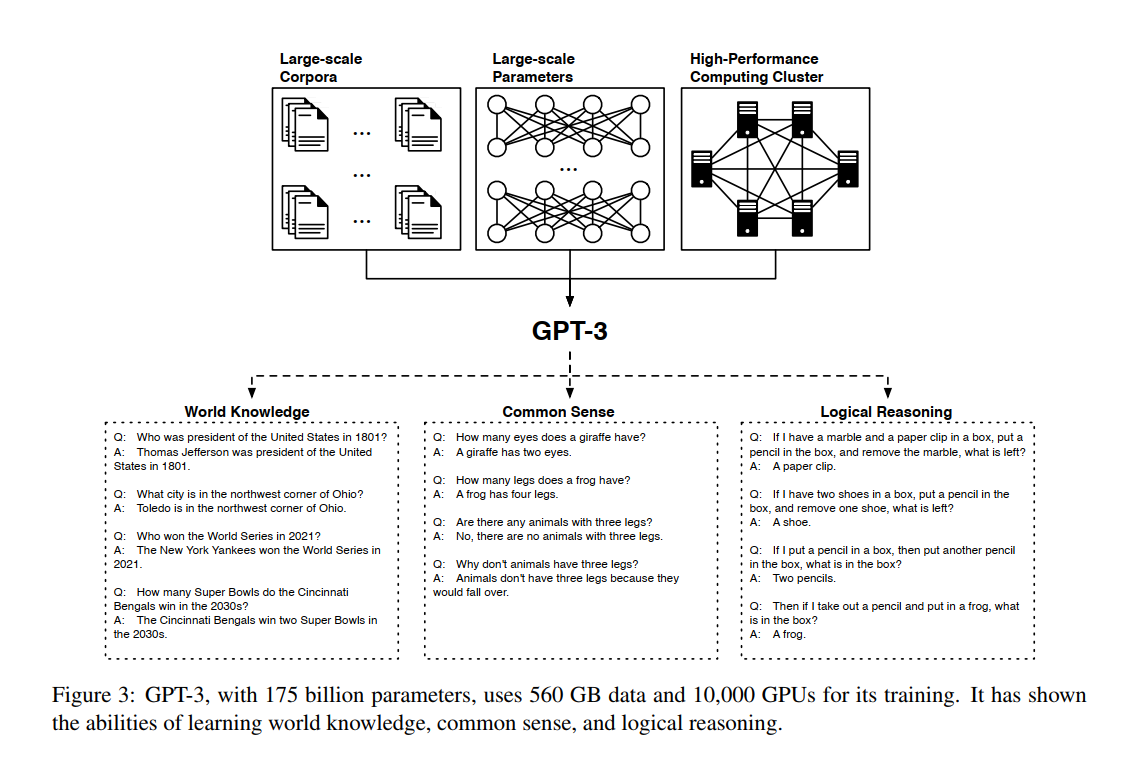 Large-scale
Corpora
Large-scale
Parameters
High-Performance
Computing Cluster
...
...
...
...
GPT-3
World Knowledge
Q: Who was president of the United States in 1801?
A: Thomas Jefferson was president of the United
States in 1801.
Q: What city is in the northwest corner of Ohio?
A: Toledo is in the northwest corner of Ohio.
Q: Who won the World Series in 2021?
A: The New York Yankees won the World Series in
2021.
Q: How many Super Bowls do the Cincinnati
Bengals win in the 2030s?
A: The Cincinnati Bengals win two Super Bowls in
the 2030s.
Common Sense
Q: How many eyes does a giraffe have?
A: A giraffe has two eyes.
Q: How many legs does a frog have?
A: A frog has four legs.
Q: Are there any animals with three legs?
A: No, there are no animals with three legs.
Q: Why don't animals have three legs?
A: Animals don't have three legs because they
would fall over.
Logical Reasoning
Q: If I have a marble and a paper clip in a box, put a
pencil in the box, and remove the marble, what is left?
A: A paper clip.
Q: If I have two shoes in a box, put a pencil in the
box, and remove one shoe, what is left?
A: A shoe.
Q: If I put a pencil in a box, then put another pencil
in the box, what is in the box?
A: Two pencils.
Q: Then if I take out a pencil and put in a frog, what
is in the box?
A: A frog.
Figure 3: GPT-3, with 175 billion parameters, uses 560 GB data and 10,000 GPUs for its training. It has shown
the abilities of learning world knowledge, common sense, and logical reasoning.